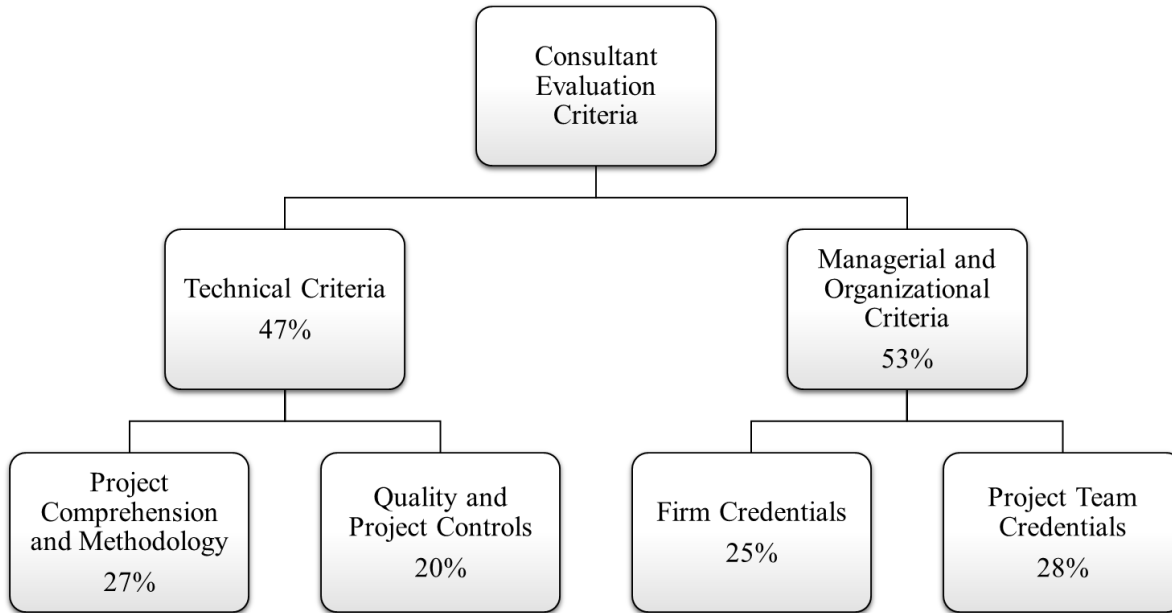 Consultant
Evaluation
Criteria
Technical Criteria
47%
Managerial and
Organizational
Criteria
53%
Project
Comprehension
and Methodology
27%
Quality and
Project Controls
20%
Firm Credentials
25%
Project Team
Credentials
28%